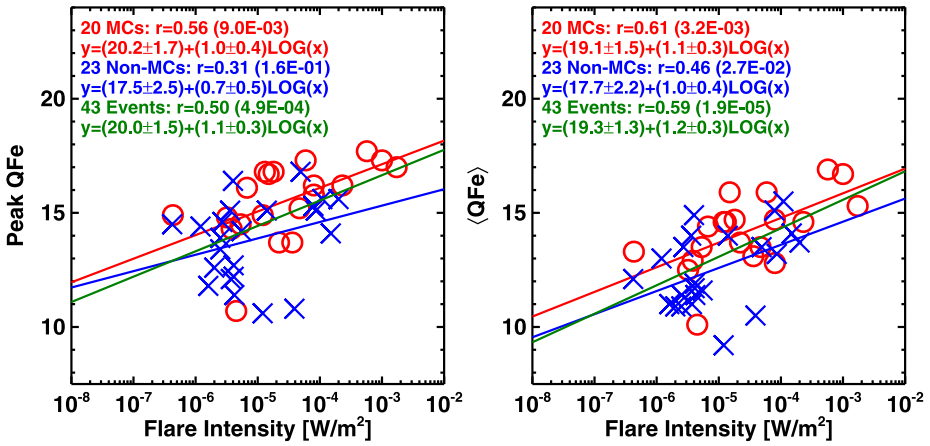 20 MCs: r=0.56 (9.0E-03)
y=(20.2±1.7)+(1.0±0.4)LOG(x)
23 Non-MCs: r=0.31 (1.6E-01)
y=(17.5±2.5)+(0.7±0.5)LOG(x)
43 Events: r=0.50 (4.9E-04)
y=(20.0±1.5)+(1.1±0.3)LOG(x)
Peak QFe
20
15
10
10⁻⁸ 10⁻⁷ 10⁻⁶ 10⁻⁵ 10⁻⁴ 10⁻³ 10⁻²
Flare Intensity [W/m²]
20 MCs: r=0.61 (3.2E-03)
y=(19.1±1.5)+(1.1±0.3)LOG(x)
23 Non-MCs: r=0.46 (2.7E-02)
y=(17.7±2.2)+(1.0±0.4)LOG(x)
43 Events: r=0.59 (1.9E-05)
y=(19.3±1.3)+(1.2±0.3)LOG(x)
⟨QFe⟩
20
15
10
10⁻⁸ 10⁻⁷ 10⁻⁶ 10⁻⁵ 10⁻⁴ 10⁻³ 10⁻²
Flare Intensity [W/m²]